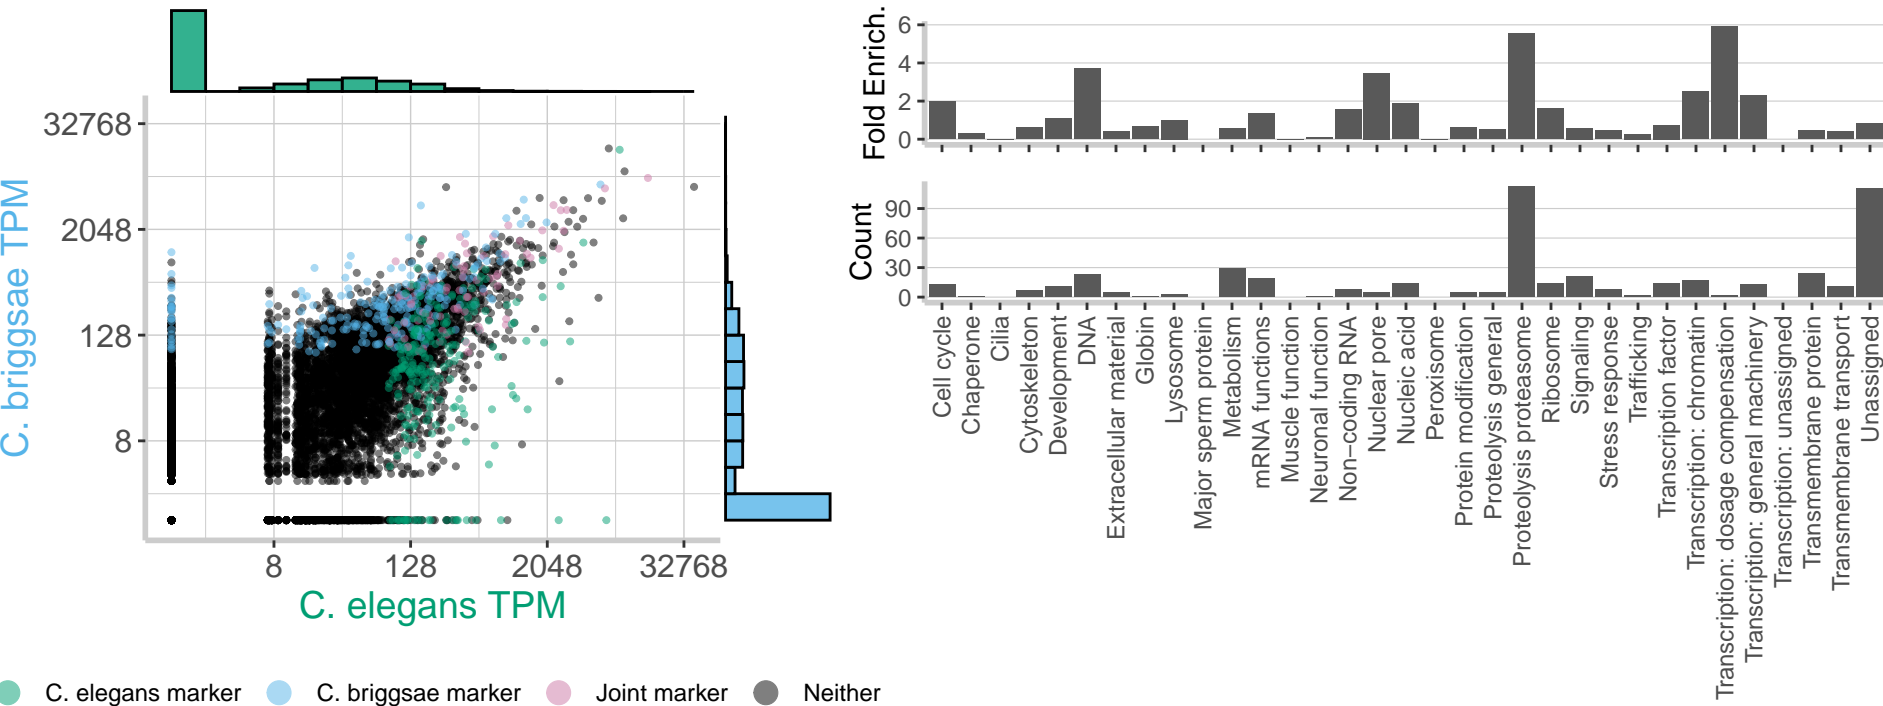 C. briggsae TPM
32768
2048
128
8
8
128
2048
32768
C. elegans TPM
C. elegans marker
C. briggsae marker
Joint marker
Neither
Fold Enrich.
6
4
2
0
Count
90
60
30
0
Cell cycle
Chaperone
Cilia
Cytoskeleton
Development
DNA
Extracellular material
Globin
Lysosome
Major sperm protein
Metabolism
mRNA functions
Muscle function
Neuronal function
Non−coding RNA
Nuclear pore
Nucleic acid
Peroxisome
Protein modification
Proteolysis general
Proteolysis proteasome
Ribosome
Signaling
Stress response
Trafficking
Transcription factor
Transcription: chromatin
Transcription: dosage compensation
Transcription: general machinery
Transcription: unassigned
Transmembrane protein
Transmembrane transport
Unassigned